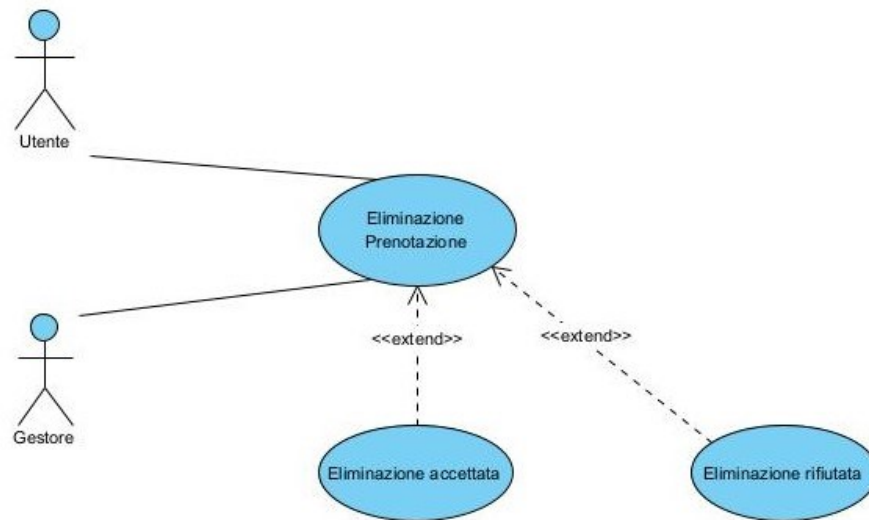 Utente
Eliminazione
Prenotazione
<<extend>>
<<extend>>
Gestore
Eliminazione accettata
Eliminazione rifiutata